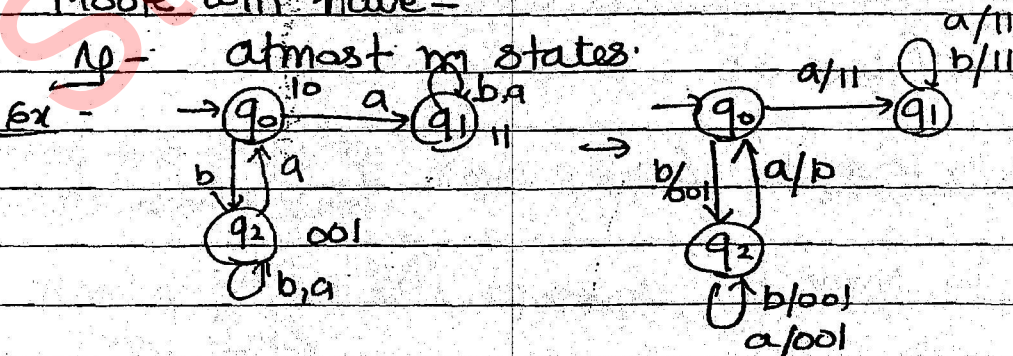 Moore will have -
atmost m states.
Ex -
10 a b,a a/11 a/11 b/11
→ q0 q1 11 → q0 q1
b a b/001 a/10
q2 001 q2
b,a b/001
a/001